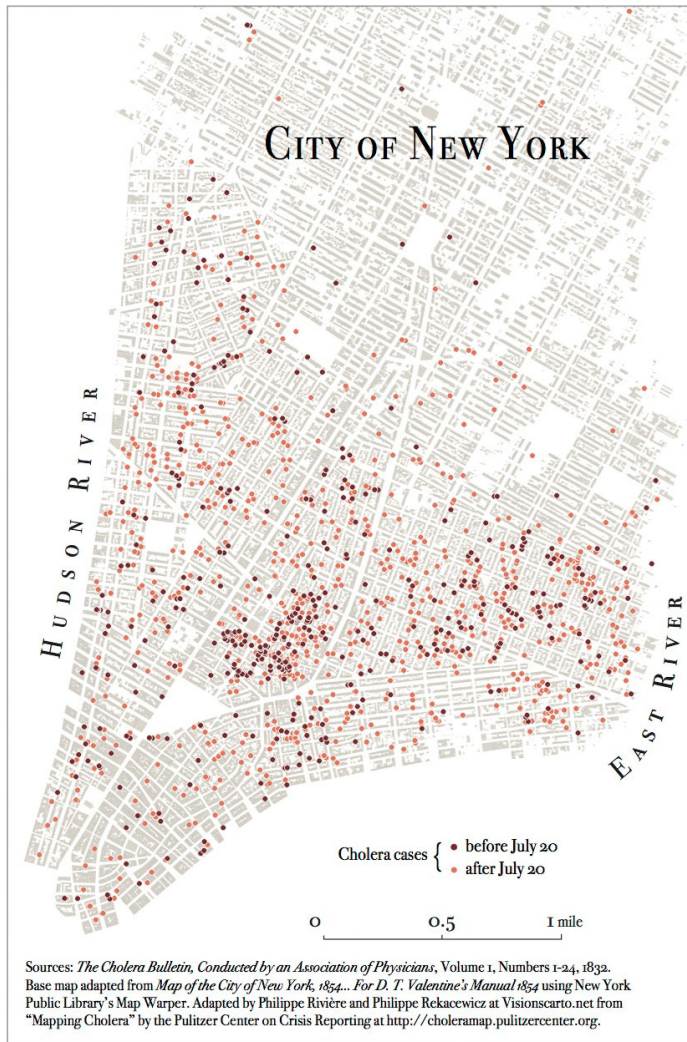 City of New York
Hudson River
East River
Cholera cases { before July 20
after July 20
0 0.5 1 mile
Sources: The Cholera Bulletin, Conducted by an Association of Physicians, Volume 1, Numbers 1-24, 1832.
Base map adapted from Map of the City of New York, 1854... For D. T. Valentine's Manual 1854 using New
York Public Library's Map Warper. Adapted by Philippe Rivière and Philippe Rekacewicz at Visionscarto.net from
"Mapping Cholera" by the Pulitzer Center on Crisis Reporting at http://choleramap.pulitzercenter.org.